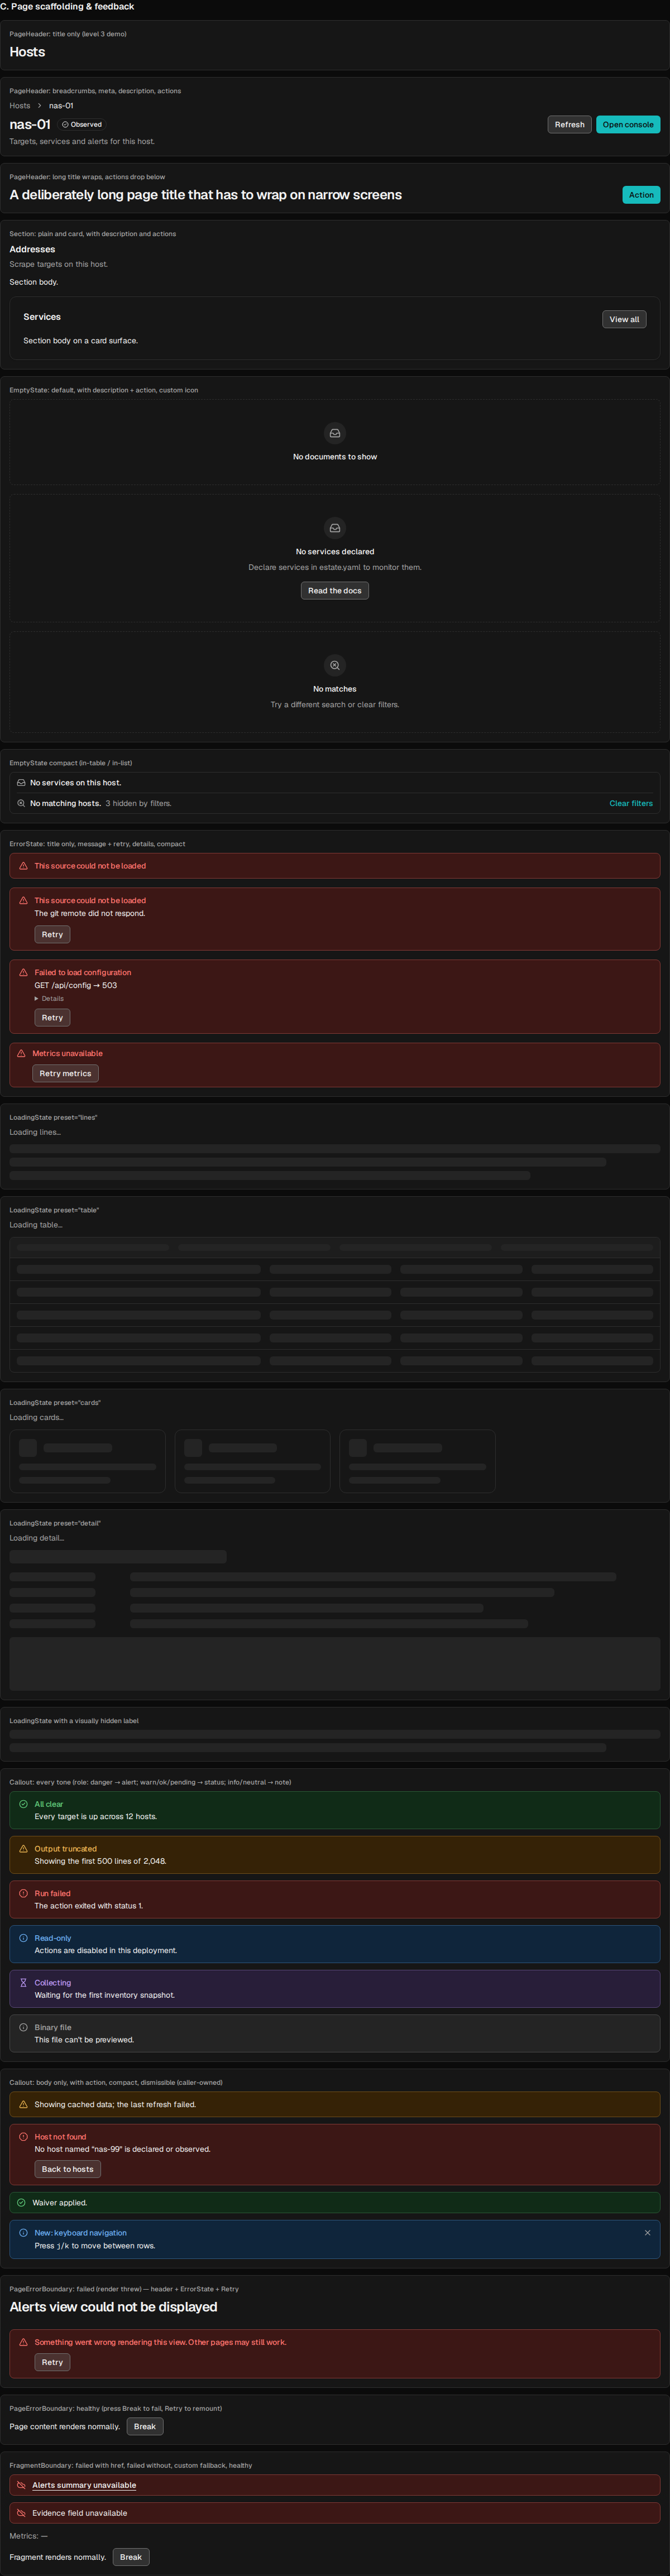 C. Page scaffolding & feedback
PageHeader: title only (level 3 demo)
Hosts
PageHeader: breadcrumbs, meta, description, actions
Hosts > nas-01
nas-01 Observed Refresh Open console
Targets, services and alerts for this host.
PageHeader: long title wraps, actions drop below
A deliberately long page title that has to wrap on narrow screens Action
Section: plain and card, with description and actions
Addresses
Scrape targets on this host.
Section body.
Services View all
Section body on a card surface.
EmptyState: default, with description + action, custom icon
No documents to show
No services declared
Declare services in estate.yaml to monitor them.
Read the docs
No matches
Try a different search or clear filters.
EmptyState compact (in-table / in-list)
No services on this host.
No matching hosts. 3 hidden by filters. Clear filters
ErrorState: title only, message + retry, details, compact
This source could not be loaded
This source could not be loaded
The git remote did not respond.
Retry
Failed to load configuration
GET /api/config → 503
Details
Retry
Metrics unavailable
Retry metrics
LoadingState preset="lines"
Loading lines…
LoadingState preset="table"
Loading table…
LoadingState preset="cards"
Loading cards…
LoadingState preset="detail"
Loading detail…
LoadingState with a visually hidden label
Callout: every tone (role: danger → alert; warn/ok/pending → status; info/neutral → note)
All clear
Every target is up across 12 hosts.
Output truncated
Showing the first 500 lines of 2,048.
Run failed
The action exited with status 1.
Read-only
Actions are disabled in this deployment.
Collecting
Waiting for the first inventory snapshot.
Binary file
This file can't be previewed.
Callout: body only, with action, compact, dismissible (caller-owned)
Showing cached data; the last refresh failed.
Host not found
No host named "nas-99" is declared or observed.
Back to hosts
Waiver applied.
New: keyboard navigation
Press j/k to move between rows.
PageErrorBoundary: failed (render threw) — header + ErrorState + Retry
Alerts view could not be displayed
Something went wrong rendering this view. Other pages may still work.
Retry
PageErrorBoundary: healthy (press Break to fail, Retry to remount)
Page content renders normally. Break
FragmentBoundary: failed with href, failed without, custom fallback, healthy
Alerts summary unavailable
Evidence field unavailable
Metrics: —
Fragment renders normally. Break